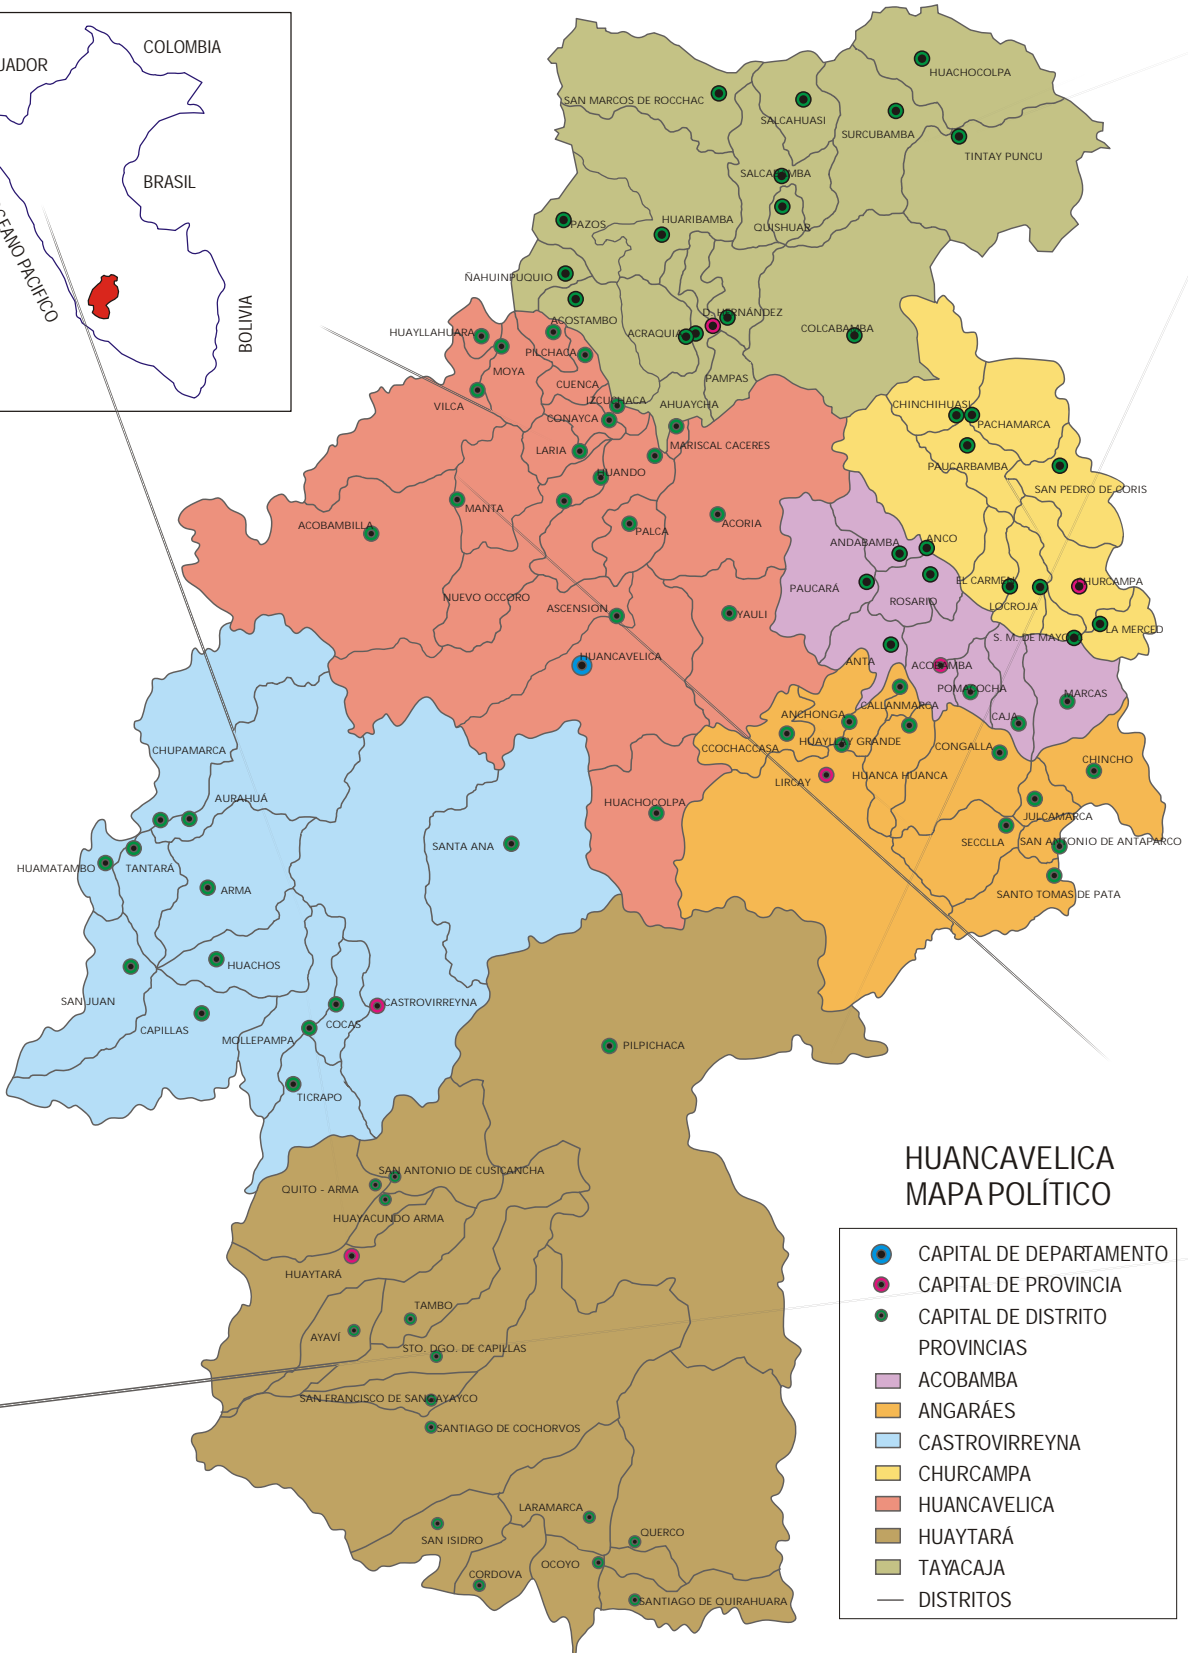 COLOMBIA
BRASIL
BOLIVIA
HUACHOCOLPA
SAN MARCOS DE ROCCHAC
SALCAHUASI
SURCUBAMBA
TINTAY PUNCU
SALCABAMBA
PAZOS
HUARIBAMBA
QUISHUAR
ÑAHUINPUQUIO
ACOSTAMBO
D. HERNÁNDEZ
ACRAQUIA
COLCABAMBA
PAMPAS
AHUAYCHA
HUAYLLAHUARA
PILCHACA
MOYA
CUENCA
VILCA
IZCUCHACA
CONAYCA
LARIA
MARISCAL CACERES
HUANDO
MANTA
ACOBAMBILLA
PALCA
ACORIA
NUEVO OCCORO
ASCENSION
YAULI
HUANCAVELICA
HUACHOCOLPA
CHINCHIHUASI
PACHAMARCA
PAUCARBAMBA
SAN PEDRO DE CORIS
ANCO
EL CARMEN
CHURCAMPA
LOCROJA
LA MERCED
S. M. DE MAYO
ANDABAMBA
PAUCARÁ
ROSARIO
ANTA
ACOBAMBA
POMACOCHA
MARCAS
CAJA
CALLANMARCA
ANCHONGA
HUAYLLAY GRANDE
CCOCHACCASA
CONGALLA
CHINCHO
LIRCAY
HUANCA HUANCA
JULCAMARCA
SECCLLA
SAN ANTONIO DE ANTAPARCO
SANTO TOMAS DE PATA
CHUPAMARCA
AURAHUÁ
HUAMATAMBO
TANTARÁ
ARMA
SANTA ANA
HUACHOS
SAN JUAN
CAPILLAS
MOLLEPAMPA
COCAS
CASTROVIRREYNA
TICRAPO
PILPICHACA
SAN ANTONIO DE CUSICANCHA
QUITO - ARMA
HUAYACUNDO ARMA
HUAYTARÁ
TAMBO
AYAVÍ
STO. DGO. DE CAPILLAS
SAN FRANCISCO DE SANGAYAYCO
SANTIAGO DE COCHORVOS
LARAMARCA
SAN ISIDRO
QUERCO
OCOYO
CORDOVA
SANTIAGO DE QUIRAHUARA
HUANCAVELICA
MAPA POLÍTICO
CAPITAL DE DEPARTAMENTO
CAPITAL DE PROVINCIA
CAPITAL DE DISTRITO
PROVINCIAS
ACOBAMBA
ANGARÁES
CASTROVIRREYNA
CHURCAMPA
HUANCAVELICA
HUAYTARÁ
TAYACAJA
DISTRITOS